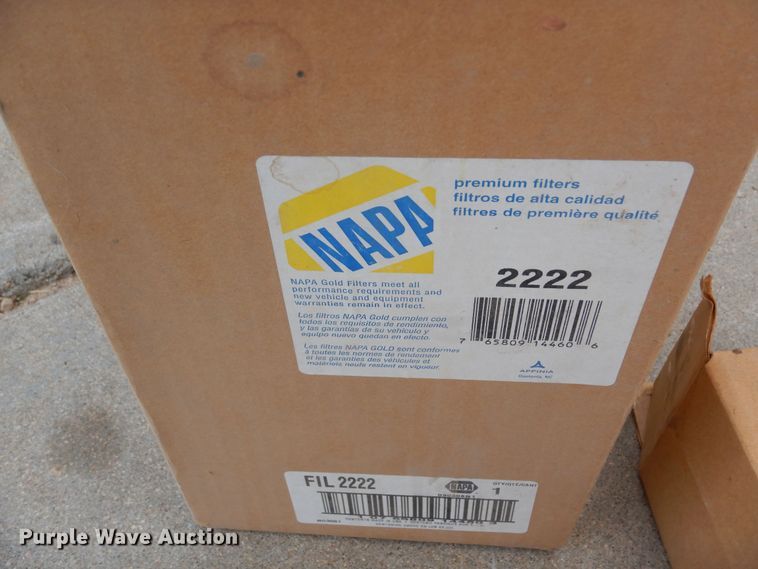 NAPA
premium filters
filtros de alta calidad
filtres de première qualité
NAPA Gold Filters meet all
performance requirements and
new vehicle and equipment
warranties remain in effect.
Los filtros NAPA Gold cumplen con
todos los requisitos de rendimiento,
y las garantías de su vehículo y
equipo nuevo quedan en efecto.
Les filtres NAPA GOLD sont conformes
à toutes les normes de rendement
et les garanties des véhicules et
matériels neufs restent en vigueur.
2222
7 65809 14460 6
AFFINIA
FIL 2222
NAPA
QTY/QTE/CANT
1
Purple Wave Auction